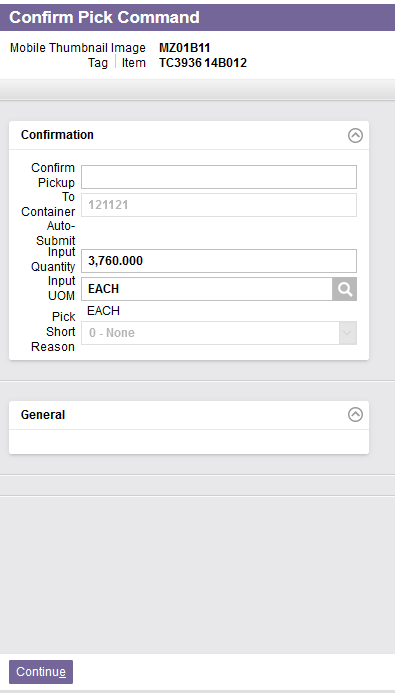 Confirm Pick Command
Mobile Thumbnail Image MZ01B11
Tag Item TC3936 14B012
Confirmation
Confirm
Pickup
To
Container 121121
Auto-
Submit
Input
Quantity 3,760.000
Input
UOM EACH
EACH
Pick
Short
Reason 0 - None
General
Continue